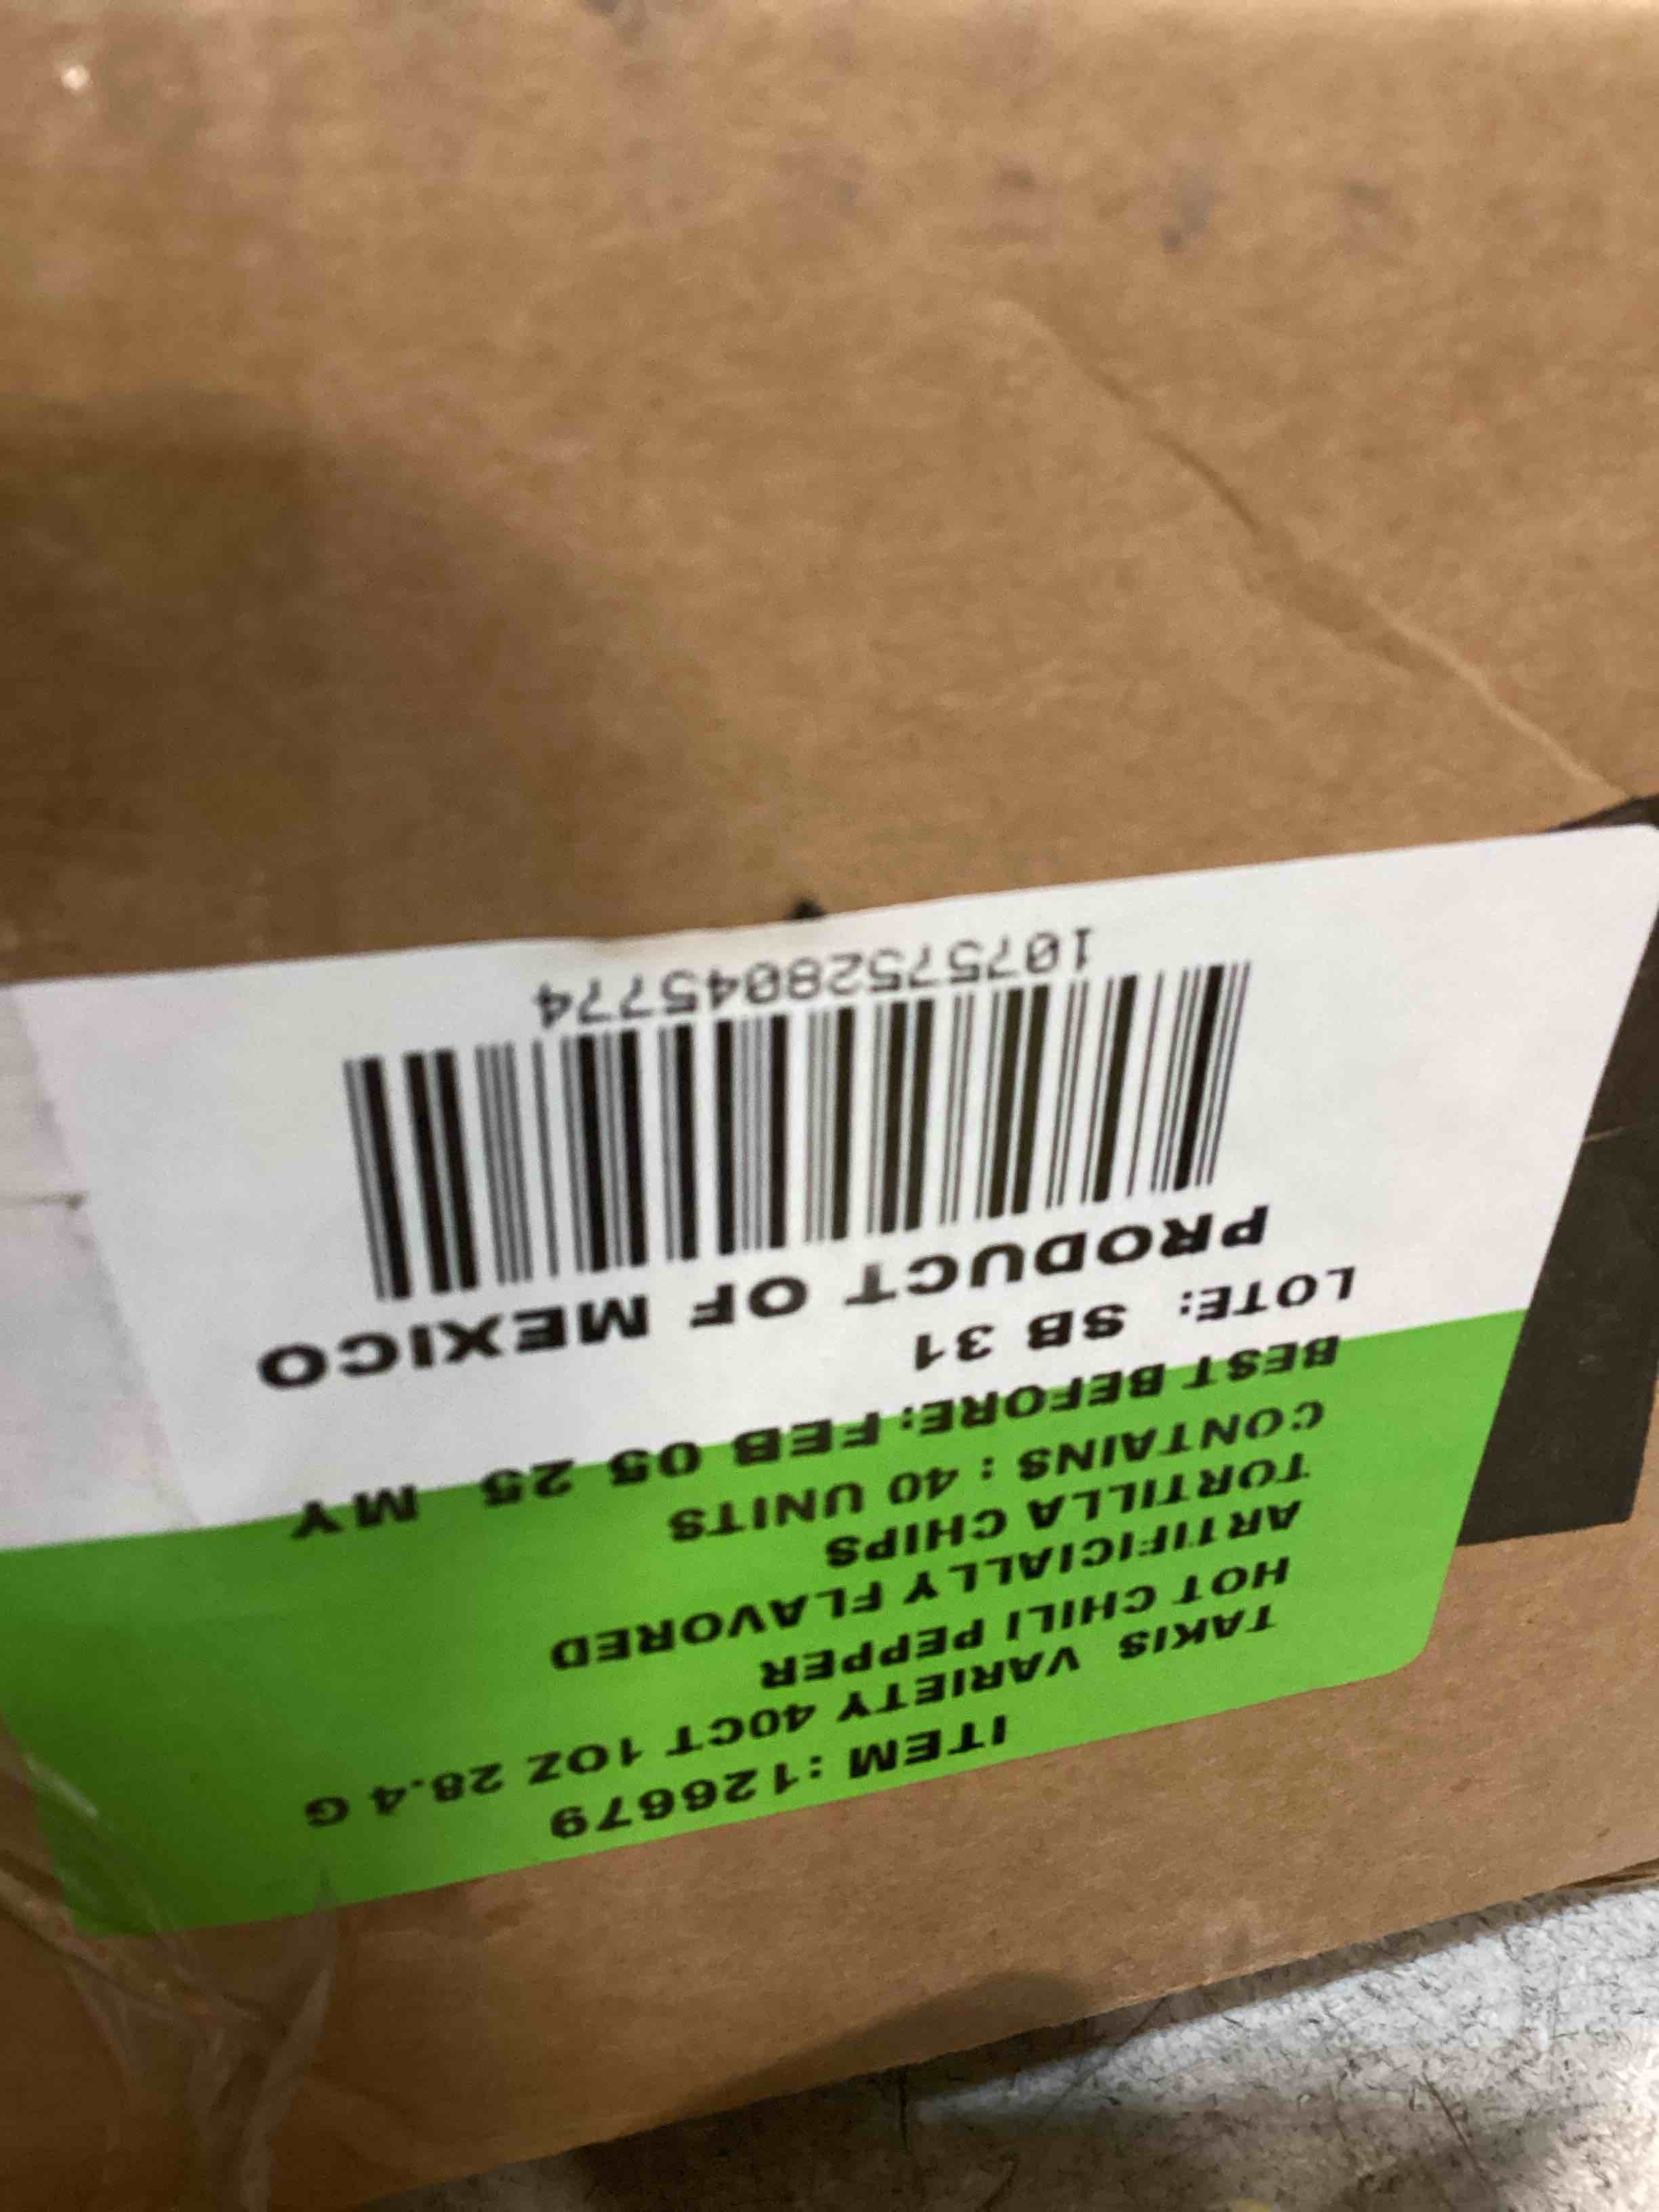 ITEM :126679
TAKIS VARIETY 40CT 1OZ 28.4 G
HOT CHILI PEPPER
ARTIFICIALLY FLAVORED
TORTILLA CHIPS
CONTAINS : 40 UNITS
BEST BEFORE: FEB 05 25 MY
LOTE: SB 31
PRODUCT OF MEXICO
10757528045774